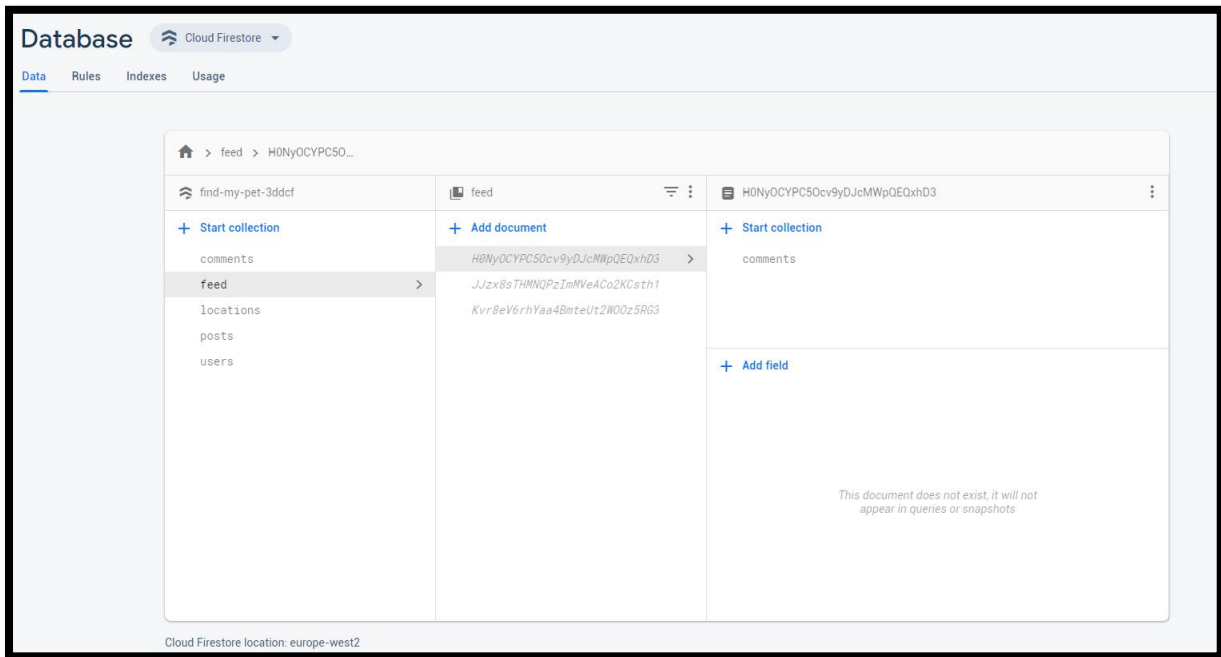 Database Cloud Firestore
Data Rules Indexes Usage
feed > H0NyOCYPC5O...
find-my-pet-3ddcf
feed
H0NyOCYPC5Ocv9yDJcMWpQEQxhD3
+ Start collection
+ Add document
+ Start collection
comments
feed
locations
posts
users
H0NyOCYPC5Ocv9yDJcMWpQEQxhD3
JJzx8sTHMNQPzImMVeACo2KCsth1
Kvr8eV6rhYaa4BmteUt2WOOz5RG3
comments
+ Add field
This document does not exist, it will not
appear in queries or snapshots
Cloud Firestore location: europe-west2